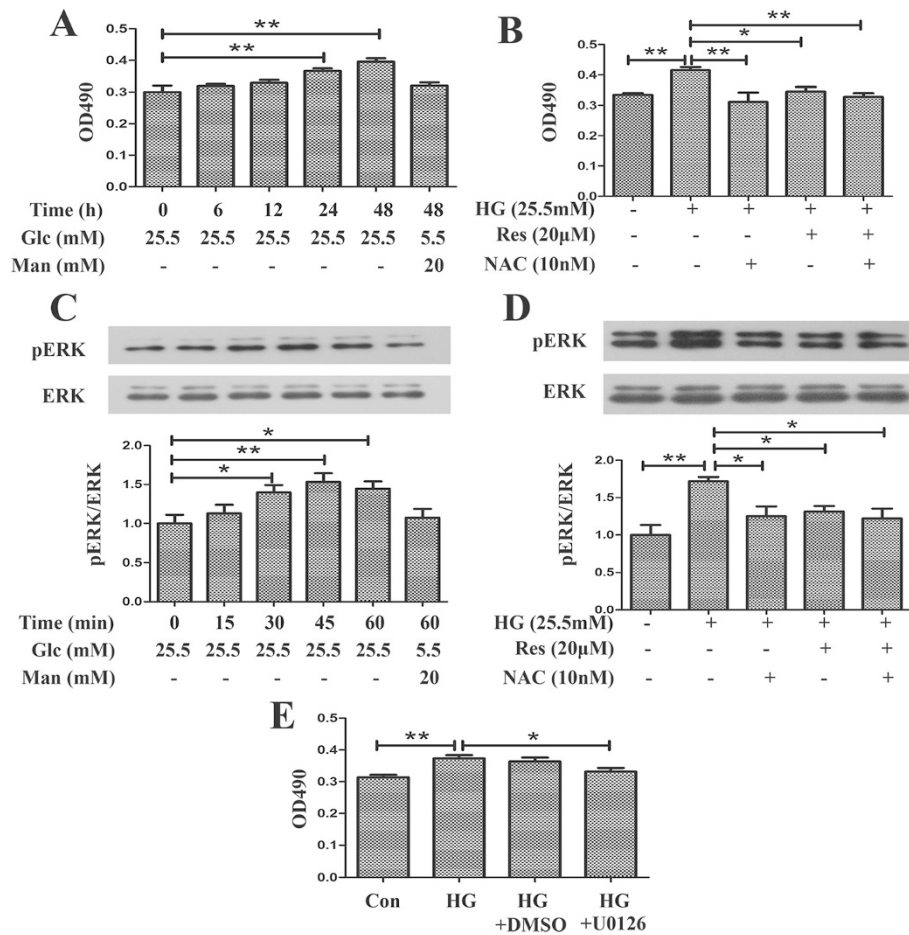 A
OD490
0.5
0.4
0.3
0.2
0.1
0.0
**
**
Time (h) 0 6 12 24 48 48
Glc (mM) 25.5 25.5 25.5 25.5 25.5 5.5
Man (mM) - - - - - 20
B
OD490
0.5
0.4
0.3
0.2
0.1
0.0
**
*
** **
HG (25.5mM) - + + + +
Res (20μM) - - - + +
NAC (10nM) - - + - +
C
pERK
ERK
pERK/ERK
2.0
1.5
1.0
0.5
0.0
*
**
*
Time (min) 0 15 30 45 60 60
Glc (mM) 25.5 25.5 25.5 25.5 25.5 5.5
Man (mM) - - - - - 20
D
pERK
ERK
pERK/ERK
1.0
1.5
1.0
0.5
0.0
*
*
** *
HG (25.5mM) - + + + +
Res (20μM) - - - + +
NAC (10nM) - - + - +
E
OD490
0.5
0.4
0.3
0.2
0.1
0.0
** *
Con HG HG HG
+DMSO +U0126